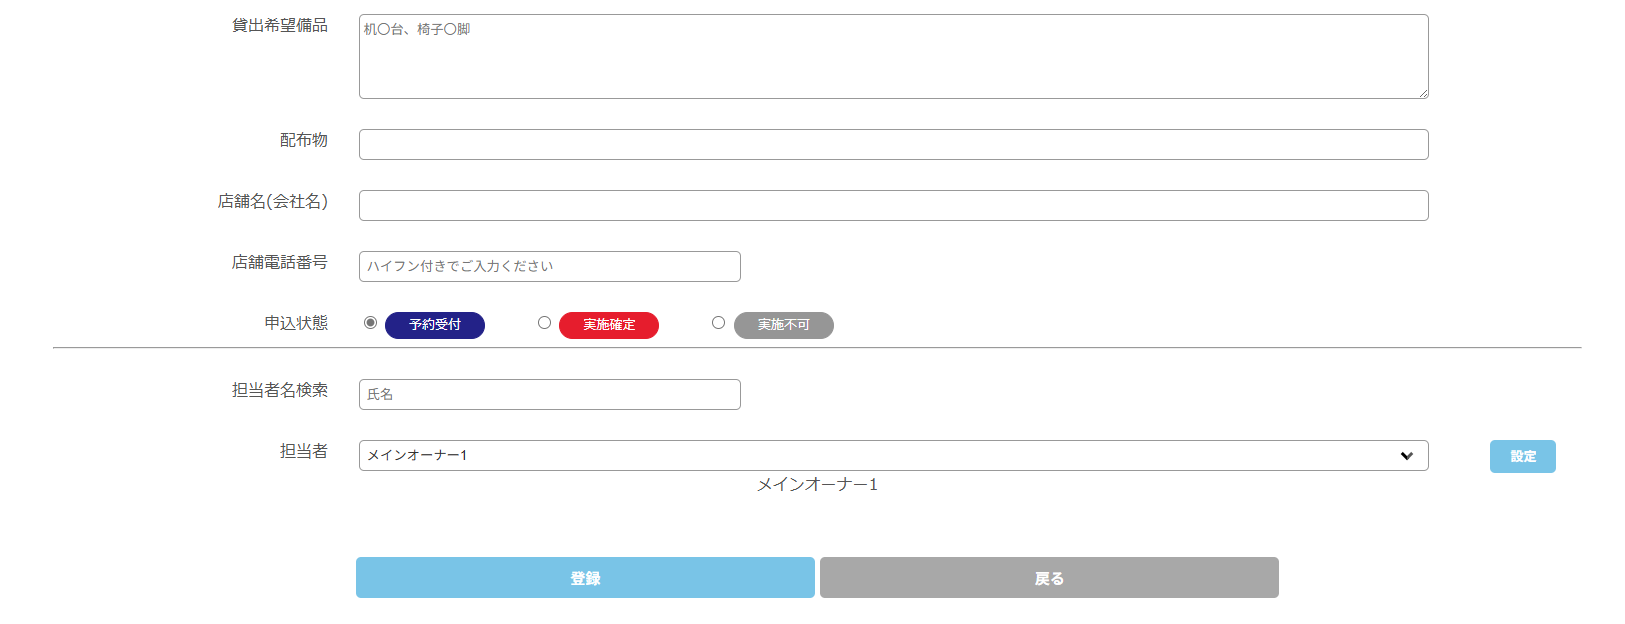 貸出希望備品
机〇台、椅子〇脚
配布物
店舗名(会社名)
店舗電話番号
ハイフン付きでご入力ください
申込状態 予約受付 実施確定 実施不可
担当者名検索
氏名
担当者
メインオーナー1
設定
メインオーナー1
登録 戻る